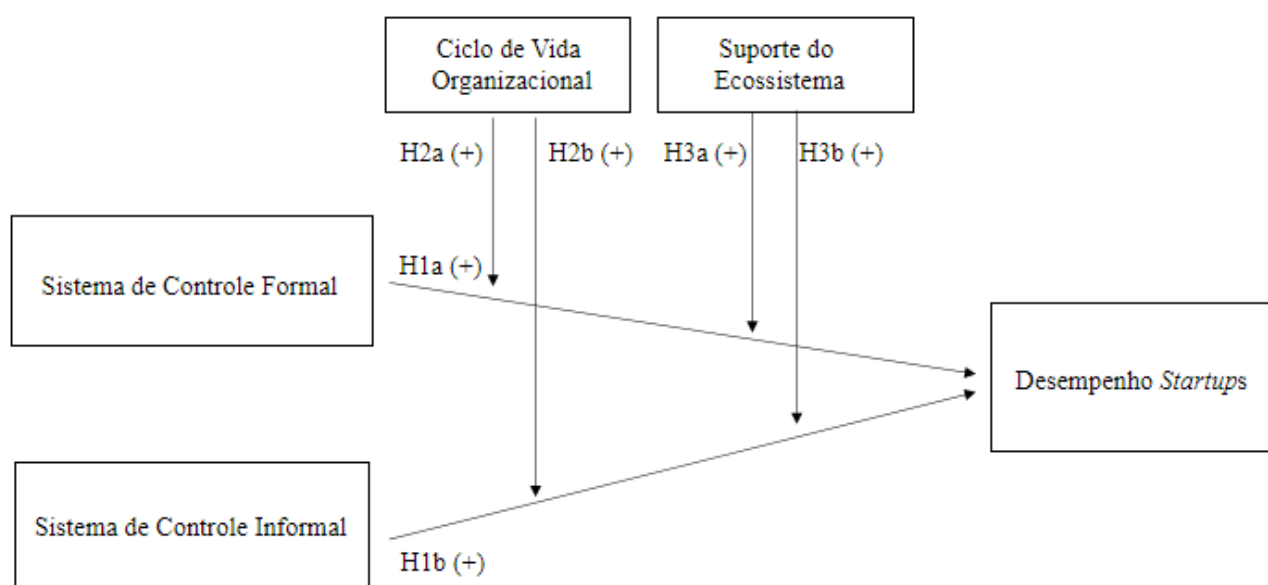 Ciclo de Vida
Organizacional
Suporte do
Ecossistema
H2a (+)
H2b (+)
H3a (+)
H3b (+)
Sistema de Controle Formal
H1a (+)
Desempenho Startups
Sistema de Controle Informal
H1b (+)